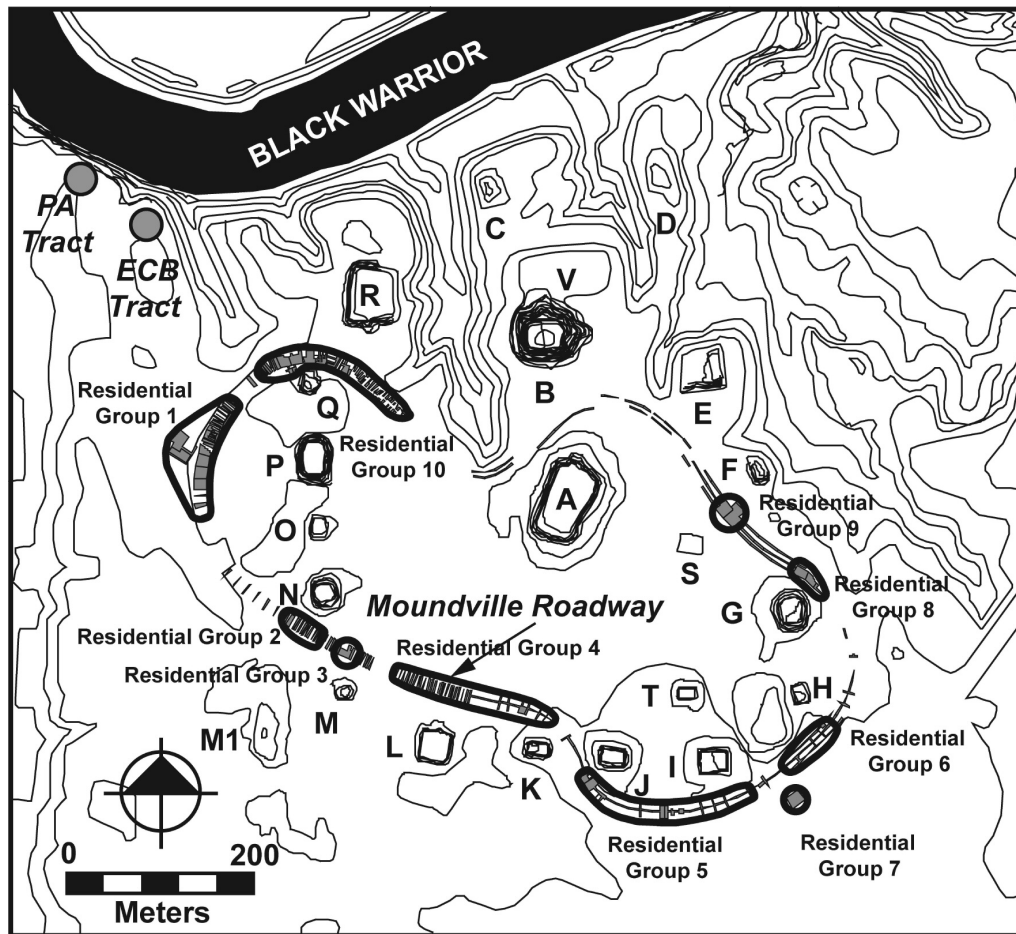 BLACK WARRIOR
PA
Tract
ECB
Tract
C
D
R
V
B
E
Residential
Group 1
Q
Residential
Group 10
P
A
F
Residential
Group 9
O
S
N
G
Residential
Group 8
Moundville Roadway
Residential Group 2
Residential Group 4
Residential Group 3
M
T
H
M1
L
K
J
I
Residential
Group 6
Residential
Group 5
Residential
Group 7
0
200
Meters